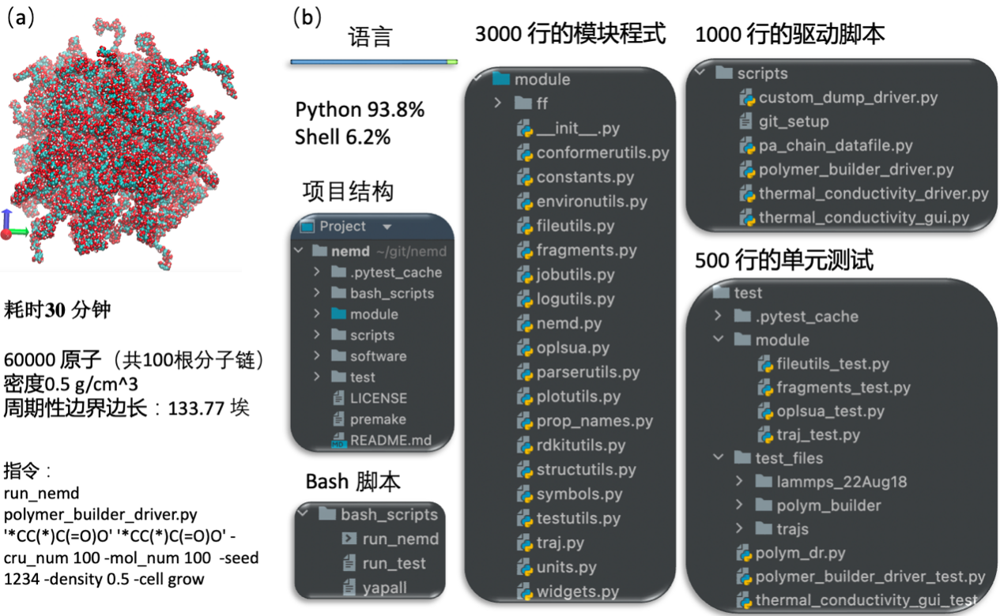 (a)
耗时30 分钟
60000 原子（共100根分子链）
密度0.5 g/cm^3
周期性边界边长：133.77 埃
指令：
run_nemd
polymer_builder_driver.py
'*CC(*)C(=O)O' '*CC(*)C(=O)O' -
cru_num 100 -mol_num 100 -seed
1234 -density 0.5 -cell grow
(b)
语言
Python 93.8%
Shell 6.2%
项目结构
Project
nemd ~/git/nemd
.pytest_cache
bash_scripts
module
scripts
software
test
LICENSE
premake
MD README.md
Bash 脚本
bash_scripts
run_nemd
run_test
yapall
3000 行的模块程式
module
ff
__init__.py
conformerutils.py
constants.py
environutils.py
fileutils.py
fragments.py
jobutils.py
logutils.py
nemd.py
oplsua.py
parserutils.py
plotutils.py
prop_names.py
rdkitutils.py
structutils.py
symbols.py
testutils.py
traj.py
units.py
widgets.py
1000 行的驱动脚本
scripts
custom_dump_driver.py
git_setup
pa_chain_datafile.py
polymer_builder_driver.py
thermal_conductivity_driver.py
thermal_conductivity_gui.py
500 行的单元测试
test
.pytest_cache
module
fileutils_test.py
fragments_test.py
oplsua_test.py
traj_test.py
test_files
lammps_22Aug18
polym_builder
trajs
polym_dr.py
polymer_builder_driver_test.py
thermal_conductivity_gui_test